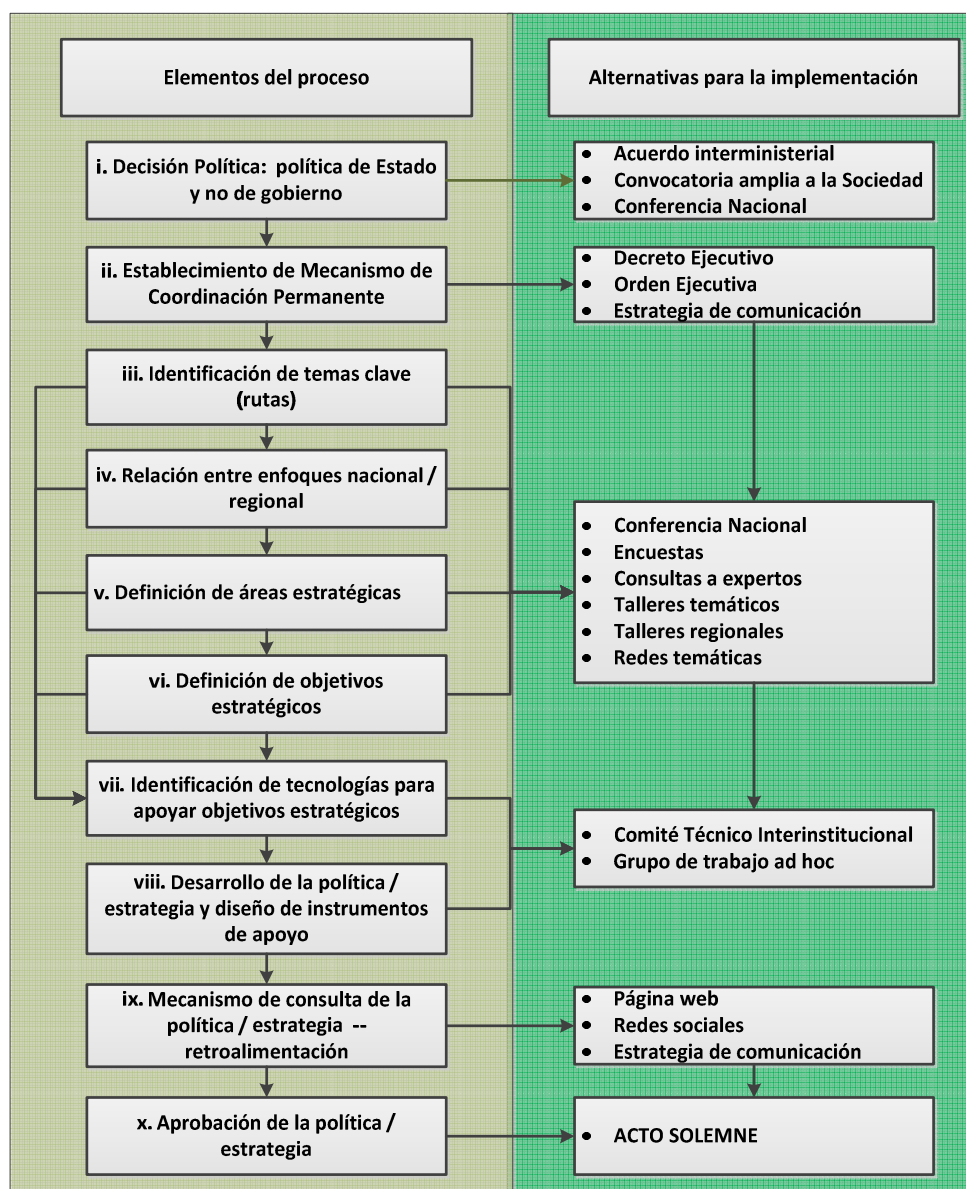 Elementos del proceso
Alternativas para la implementación
i. Decisión Política: política de Estado
y no de gobierno
• Acuerdo interministerial
• Convocatoria amplia a la Sociedad
• Conferencia Nacional
ii. Establecimiento de Mecanismo de
Coordinación Permanente
• Decreto Ejecutivo
• Orden Ejecutiva
• Estrategia de comunicación
iii. Identificación de temas clave
(rutas)
iv. Relación entre enfoques nacional /
regional
v. Definición de áreas estratégicas
vi. Definición de objetivos
estratégicos
• Conferencia Nacional
• Encuestas
• Consultas a expertos
• Talleres temáticos
• Talleres regionales
• Redes temáticas
vii. Identificación de tecnologías para
apoyar objetivos estratégicos
viii. Desarrollo de la política /
estrategia y diseño de instrumentos
de apoyo
• Comité Técnico Interinstitucional
• Grupo de trabajo ad hoc
ix. Mecanismo de consulta de la
política / estrategia --
retroalimentación
• Página web
• Redes sociales
• Estrategia de comunicación
x. Aprobación de la política /
estrategia
• ACTO SOLEMNE